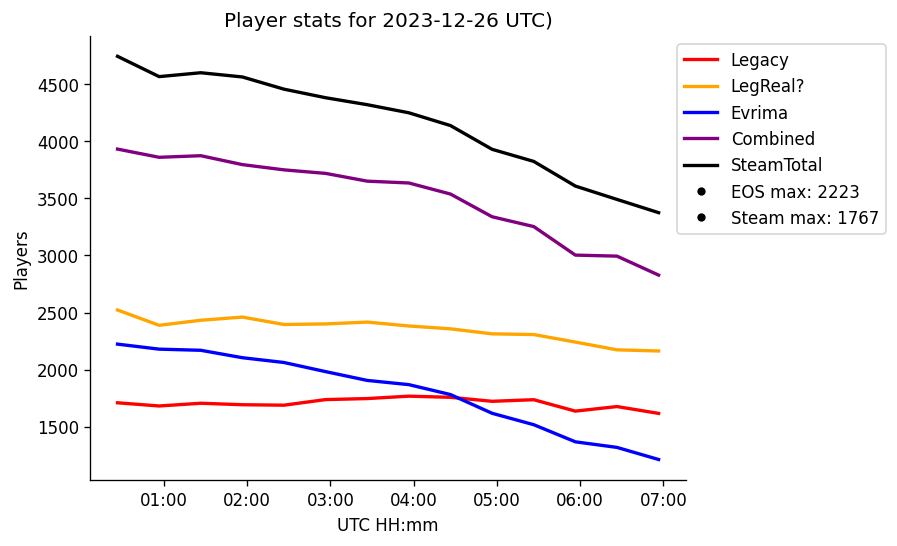 Player stats for 2023-12-26 UTC)
Legacy
LegReal?
Evrima
Combined
SteamTotal
EOS max: 2223
Steam max: 1767
Players
4500
4000
3500
3000
2500
2000
1500
01:00 02:00 03:00 04:00 05:00 06:00 07:00
UTC HH:mm